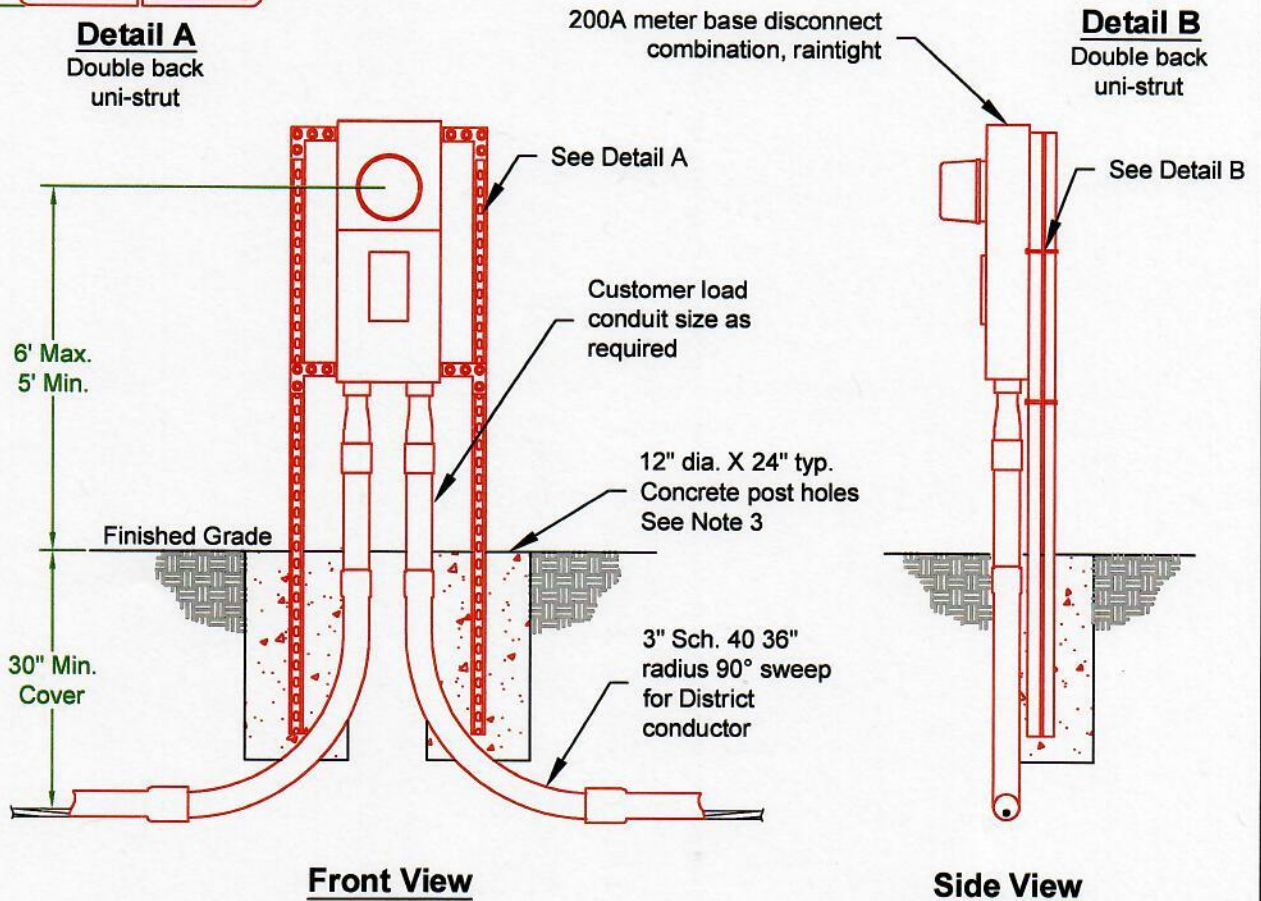 Detail A
Double back
uni-strut
200A meter base disconnect
combination, raintight
Detail B
Double back
uni-strut
See Detail A
See Detail B
Customer load
conduit size as
required
6' Max.
5' Min.
12" dia. X 24" typ.
Concrete post holes
See Note 3
Finished Grade
30" Min.
Cover
3" Sch. 40 36"
radius 90° sweep
for District
conductor
Front View
Side View